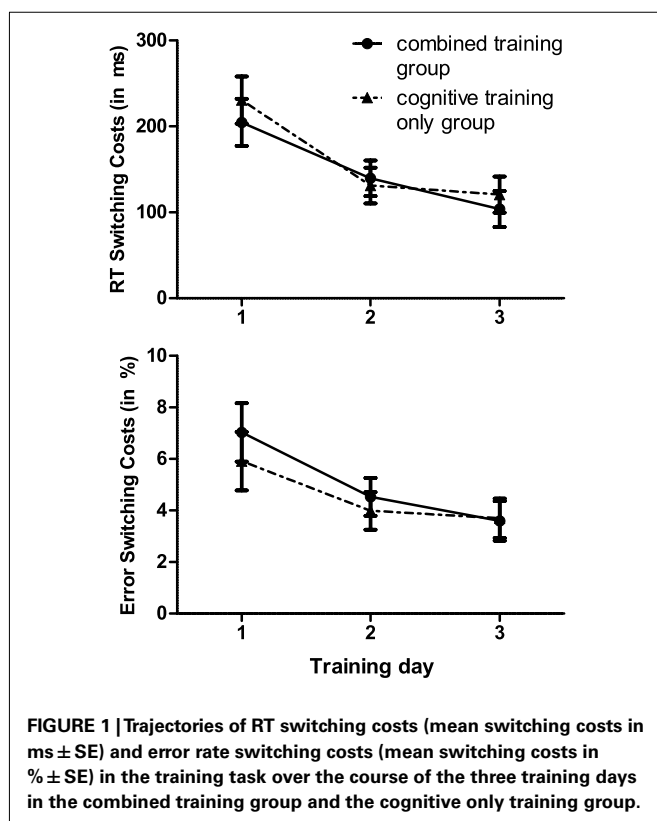 300
200
100
0
RT Switching Costs (in ms)
combined training
group
cognitive training
only group
1 2 3
10
8
6
4
2
0
Error Switching Costs (in %)
1 2 3
Training day
FIGURE 1 | Trajectories of RT switching costs (mean switching costs in
ms ± SE) and error rate switching costs (mean switching costs in
% ± SE) in the training task over the course of the three training days
in the combined training group and the cognitive only training group.